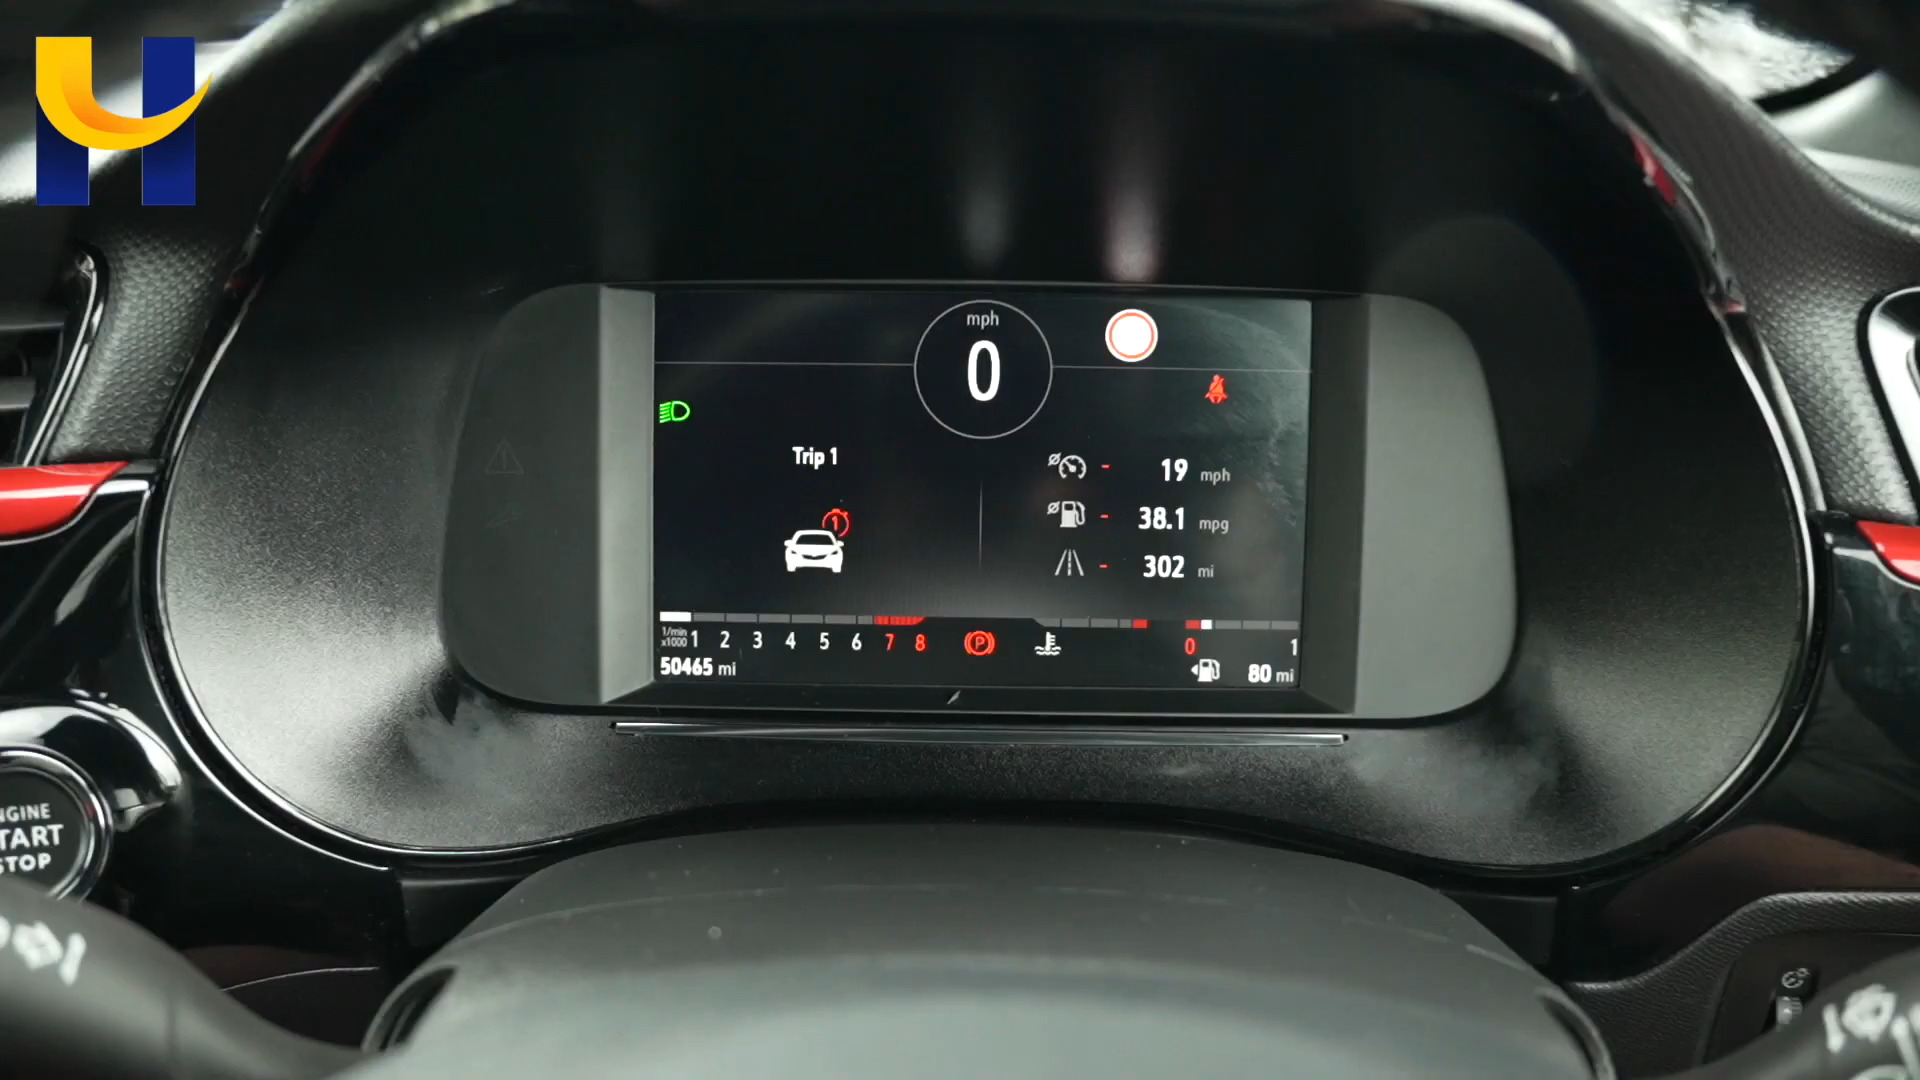 mph
0
Trip 1
1
19 mph
38.1 mpg
302 mi
1/min
x1000 1 2 3 4 5 6 7 8
P
0 1
50465 mi
80 mi
START
STOP